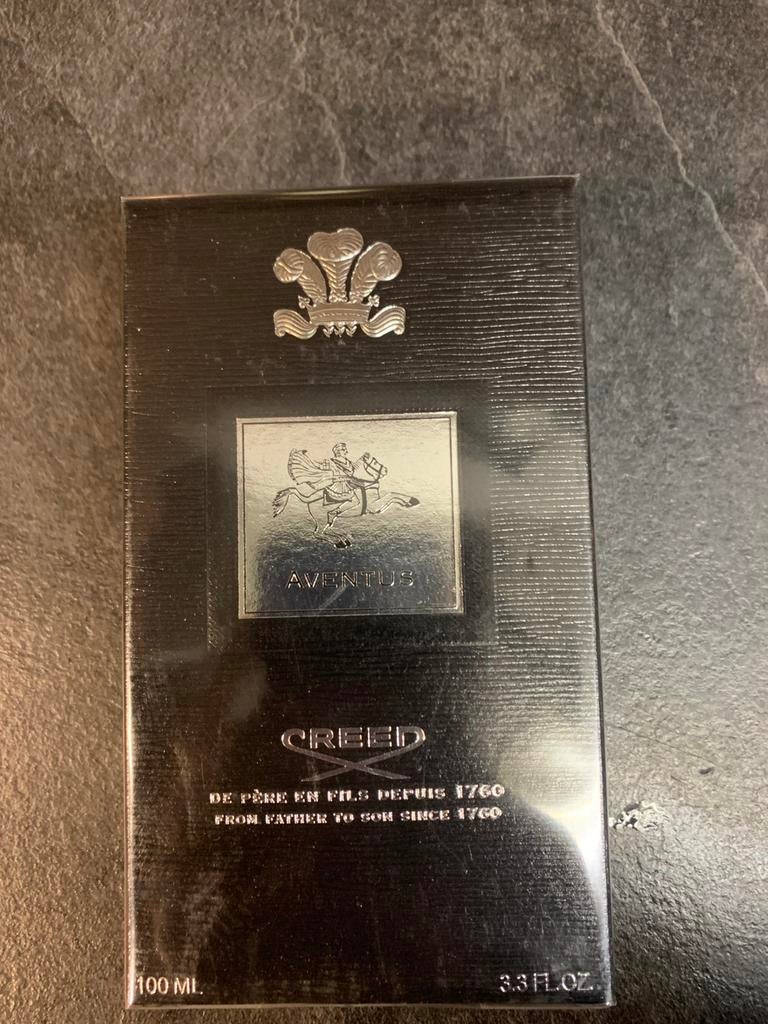 AVENTUS
CREED
DE PÈRE EN FILS DEPUIS 1760
FROM FATHER TO SON SINCE 1760
100 ML
3.3 FL.OZ.